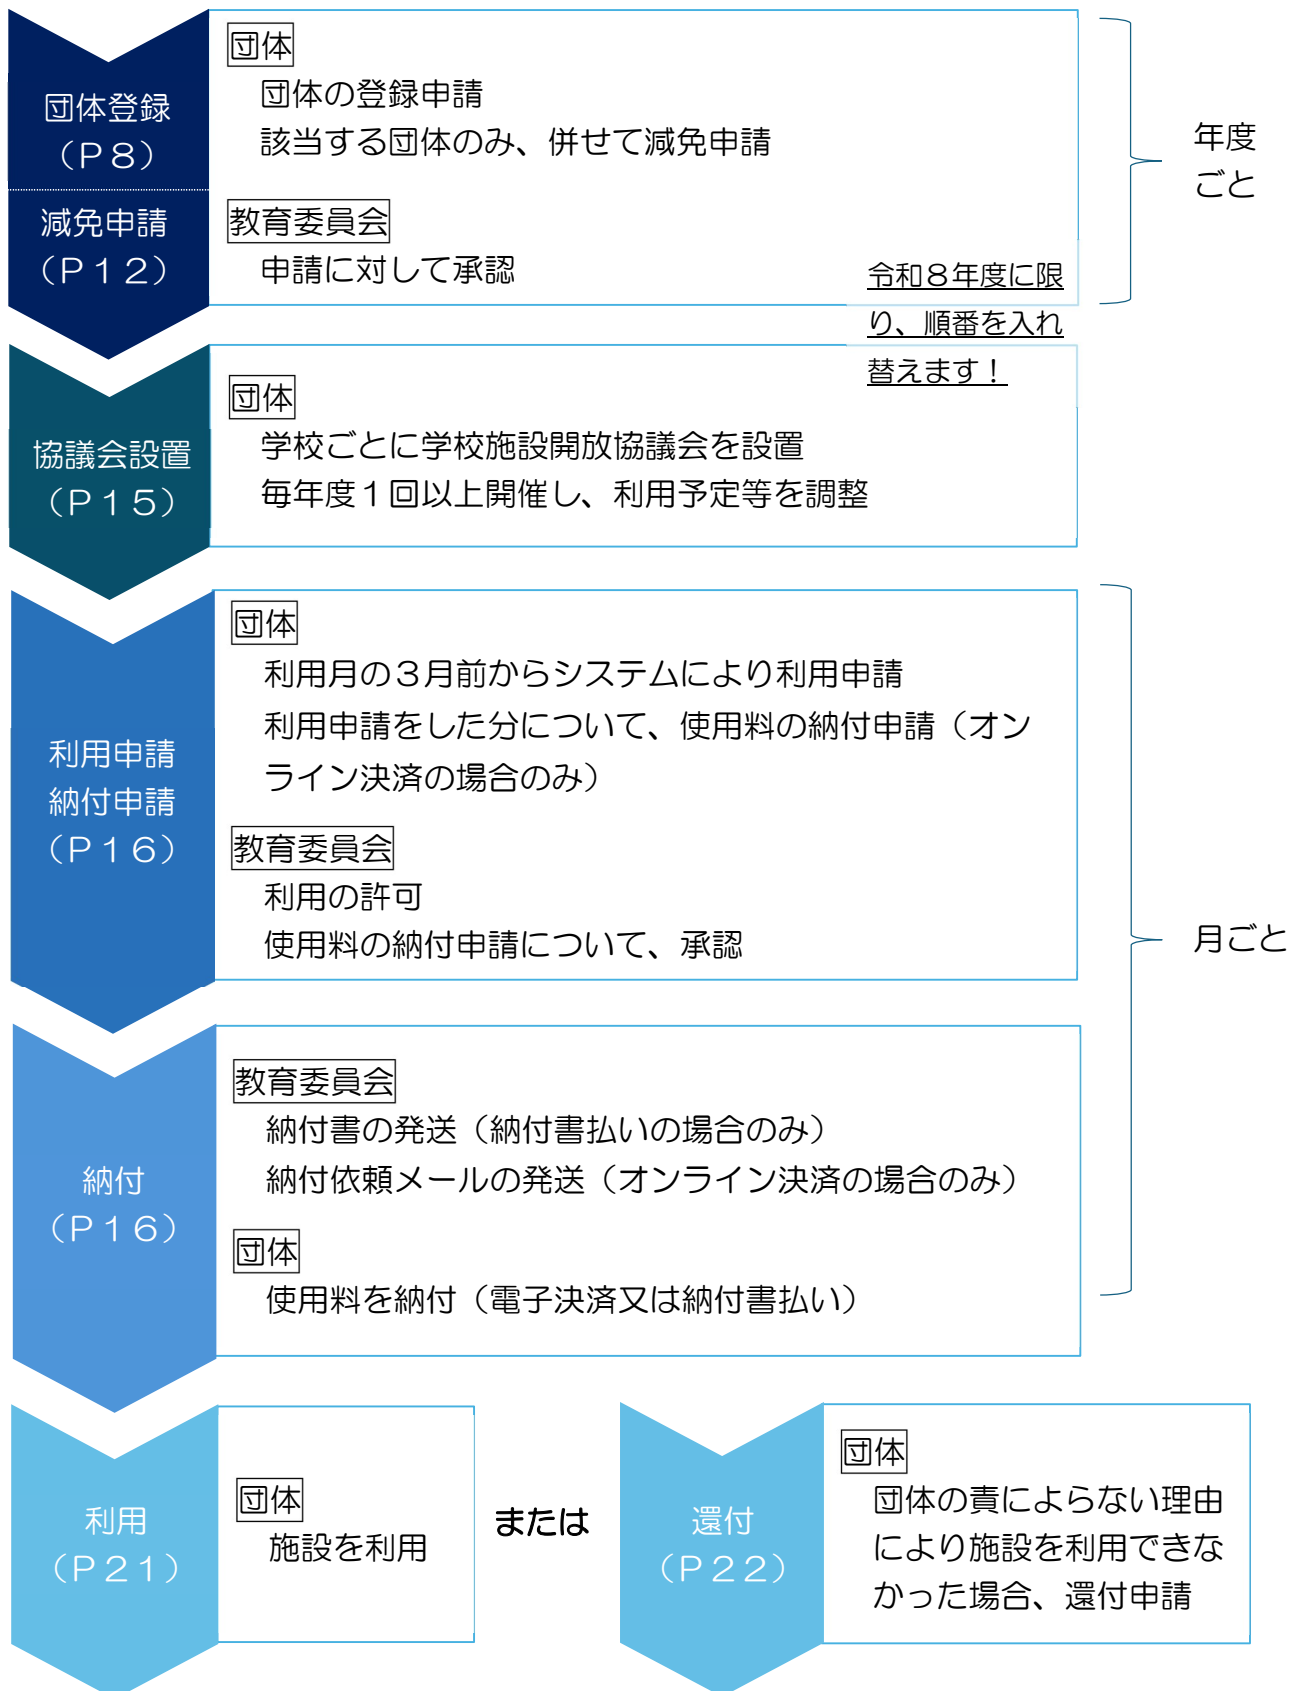 団体登録
（Ｐ８）
減免申請
（Ｐ１２）
団体
団体の登録申請
該当する団体のみ、併せて減免申請
教育委員会
申請に対して承認
令和８年度に限
り、順番を入れ
替えます！
年度
ごと
協議会設置
（Ｐ１５）
団体
学校ごとに学校施設開放協議会を設置
毎年度１回以上開催し、利用予定等を調整
利用申請
納付申請
（Ｐ１６）
団体
利用月の３月前からシステムにより利用申請
利用申請をした分について、使用料の納付申請（オン
ライン決済の場合のみ）
教育委員会
利用の許可
使用料の納付申請について、承認
月ごと
納付
（Ｐ１６）
教育委員会
納付書の発送（納付書払いの場合のみ）
納付依頼メールの発送（オンライン決済の場合のみ）
団体
使用料を納付（電子決済又は納付書払い）
利用
（Ｐ２１）
団体
施設を利用
または
還付
（Ｐ２２）
団体
団体の責によらない理由
により施設を利用できな
かった場合、還付申請